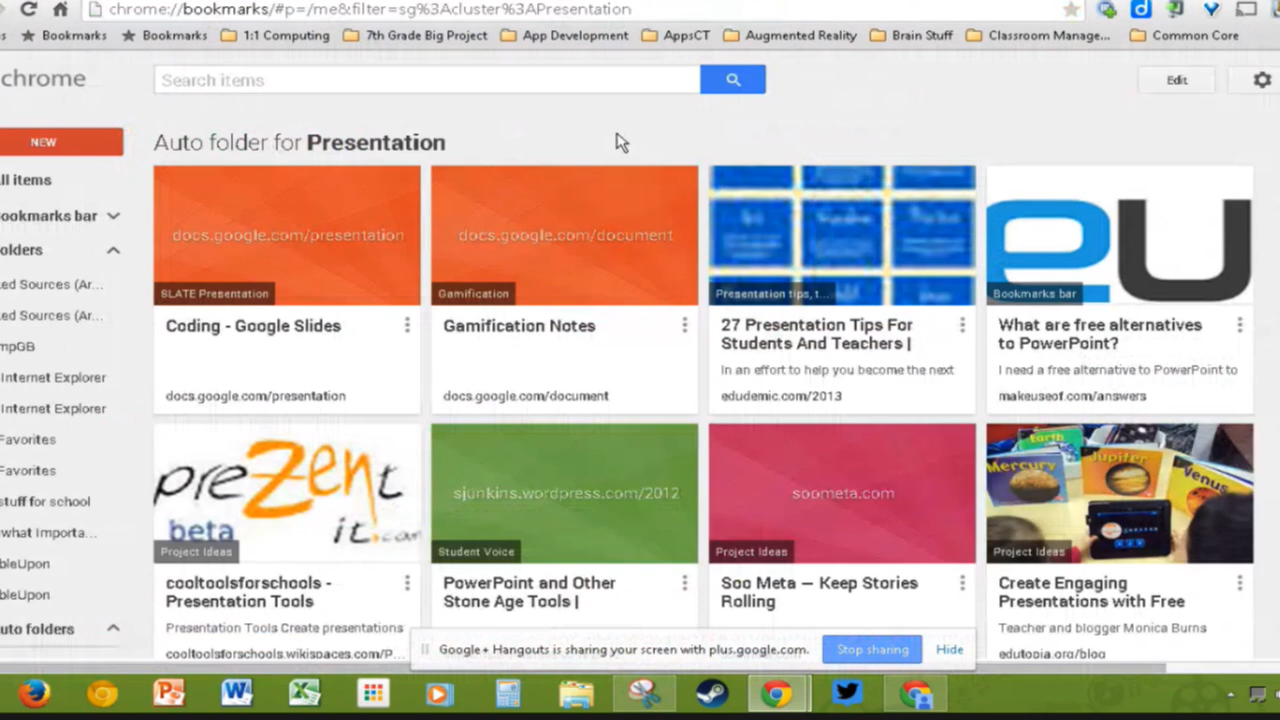 chrome://bookmarks/#p=/me&filter=sg%3Acluster%3APresentation
Bookmarks Bookmarks 1:1 Computing 7th Grade Big Project App Development AppsCT Augmented Reality Brain Stuff Classroom Manage... Common Core
chrome
Search items
Edit
NEW
Auto folder for Presentation
ll items
ookmarks bar
olders
ed Sources (Ar...
ed Sources (Ar...
mpGB
Internet Explorer
Internet Explorer
Favorites
Favorites
stuff for school
what Importa...
bleUpon
bleUpon
uto folders
docs.google.com/presentation
SLATE Presentation
Coding - Google Slides
docs.google.com/presentation
docs.google.com/document
Gamification
Gamification Notes
docs.google.com/document
Presentation tips, t...
27 Presentation Tips For
Students And Teachers |
In an effort to help you become the next
edudemic.com/2013
eU
Bookmarks bar
What are free alternatives
to PowerPoint?
I need a free alternative to PowerPoint to
makeuseof.com/answers
preZent
it.com
beta
Project Ideas
cooltoolsforschools -
Presentation Tools
Presentation Tools Create presentations
cooltoolsforschools.wikispaces.com/P...
sjunkins.wordpress.com/2012
Student Voice
PowerPoint and Other
Stone Age Tools |
soometa.com
Project Ideas
Soo Meta — Keep Stories
Rolling
Earth
Mercury
Jupiter
Venus
Project Ideas
Create Engaging
Presentations with Free
Teacher and blogger Monica Burns
edutopia.org/blog
Google+ Hangouts is sharing your screen with plus.google.com.
Stop sharing
Hide